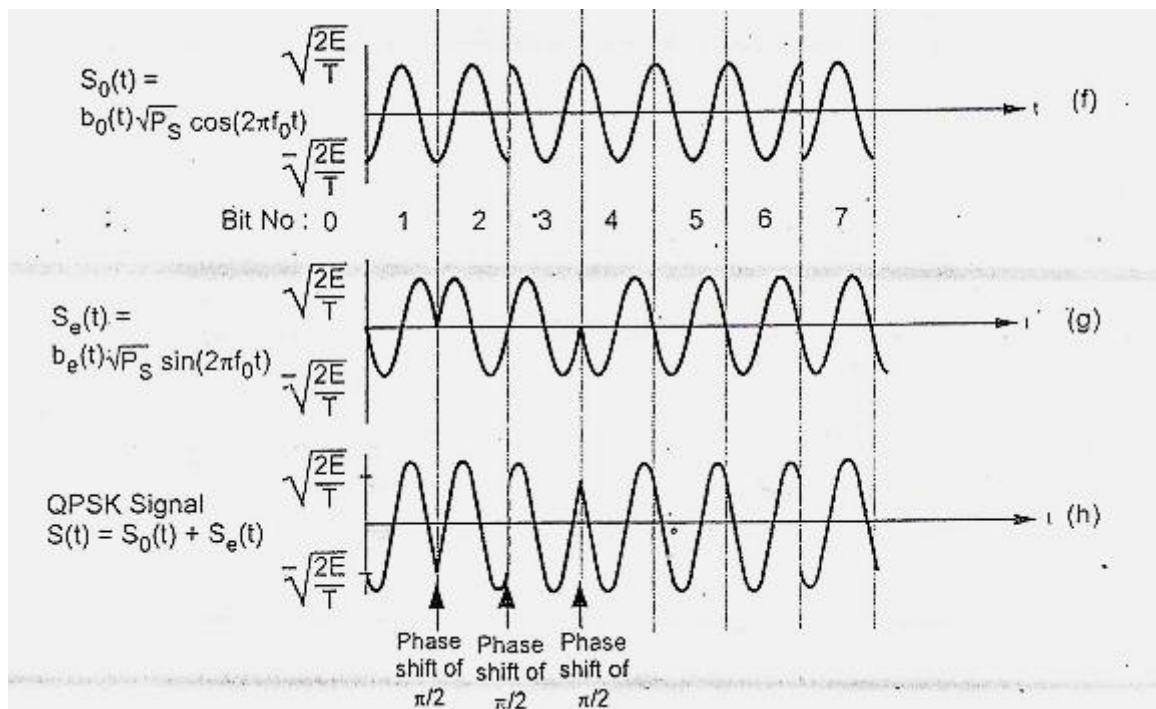 √2E/T
S0(t) =
b0(t)√PS cos(2πf0t)
-√2E/T
t (f)
Bit No : 0 1 2 3 4 5 6 7
√2E/T
Se(t) =
be(t)√PS sin(2πf0t)
-√2E/T
t (g)
√2E/T
QPSK Signal
S(t) = S0(t) + Se(t)
-√2E/T
t (h)
Phase shift of π/2
Phase shift of π/2
Phase shift of π/2